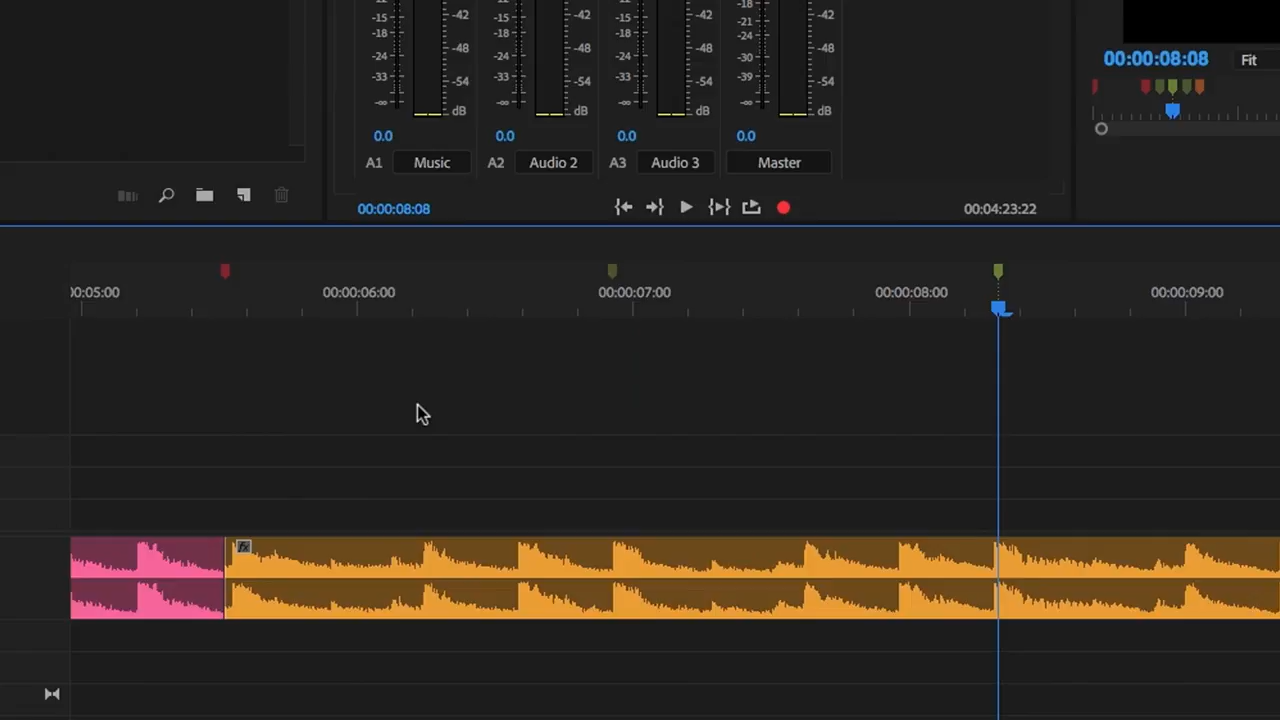 -15 -42 -15 -42 -15 -42 -18 -42
-18 -18 -18 -21
-24 -48 -24 -48 -24 -48 -24 -48
-30
-33 -54 -33 -54 -33 -54 -39 -54
-∞ dB -∞ dB -∞ dB -∞ dB
00:00:08:08 Fit
0.0 0.0 0.0 0.0
A1 Music A2 Audio 2 A3 Audio 3 Master
00:00:08:08 00:04:23:22
00:05:00 00:00:06:00 00:00:07:00 00:00:08:00 00:00:09:00
fx